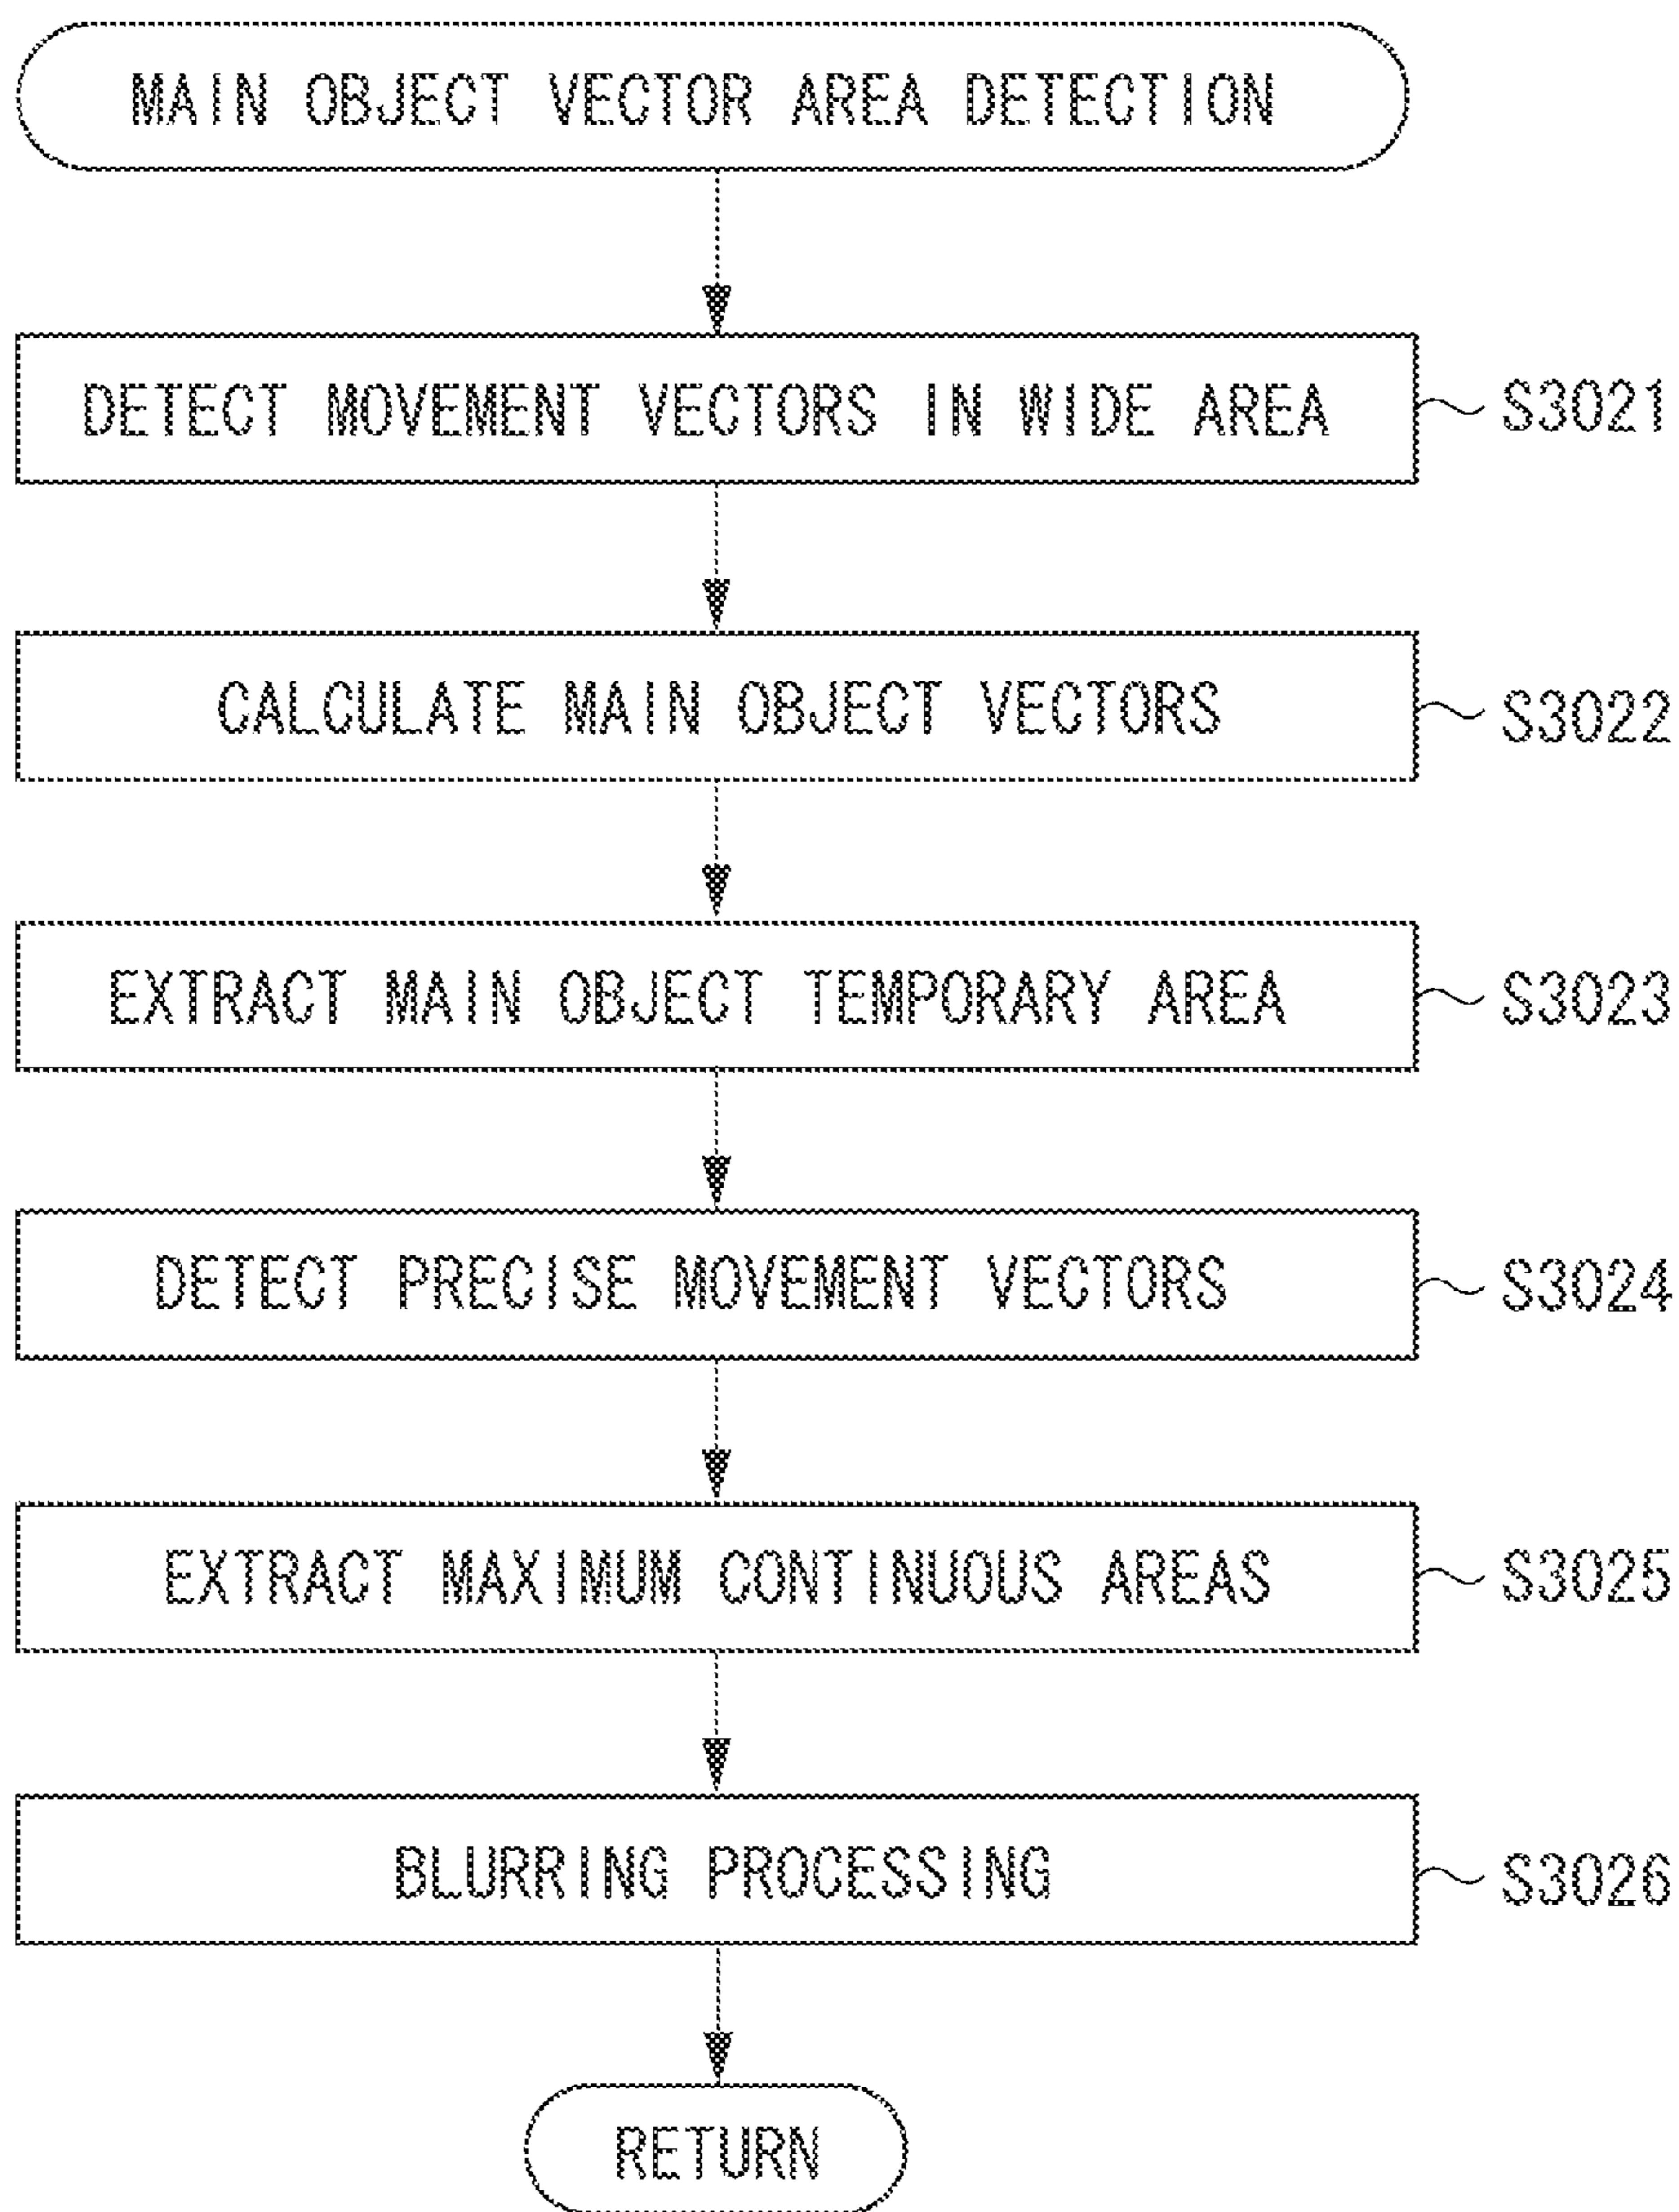 MAIN OBJECT VECTOR AREA DETECTION
DETECT MOVEMENT VECTORS IN WIDE AREA
S3021
CALCULATE MAIN OBJECT VECTORS
S3022
EXTRACT MAIN OBJECT TEMPORARY AREA
S3023
DETECT PRECISE MOVEMENT VECTORS
S3024
EXTRACT MAXIMUM CONTINUOUS AREAS
S3025
BLURRING PROCESSING
S3026
RETURN